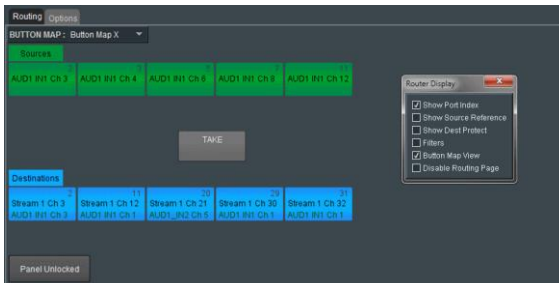 Routing Options
BUTTON MAP : Button Map X
Sources
AUD1 IN1 Ch 3 AUD1 IN1 Ch 4 AUD1 IN1 Ch 6 AUD1 IN1 Ch 8 AUD1 IN1 Ch 12
Router Display
Show Port Index
Show Source Reference
Show Dest Protect
Filters
Button Map View
Disable Routing Page
TAKE
Destinations
2 11 20 29 31
Stream 1 Ch 3 Stream 1 Ch 12 Stream 1 Ch 21 Stream 1 Ch 30 Stream 1 Ch 32
AUD1 IN1 Ch 3 AUD1 IN1 Ch 1 AUD1_IN2 Ch 5 AUD1 IN1 Ch 1 AUD1 IN1 Ch 1
Panel Unlocked